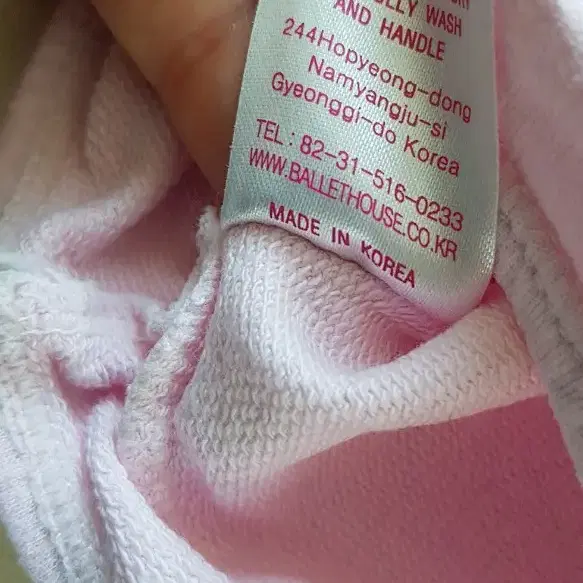 WASH
AND HANDLE
244Hopyeong-dong
Namyangju-si
Gyeonggi-do Korea
TEL : 82-31-516-0233
WWW.BALLETHOUSE.CO.KR
MADE IN KOREA